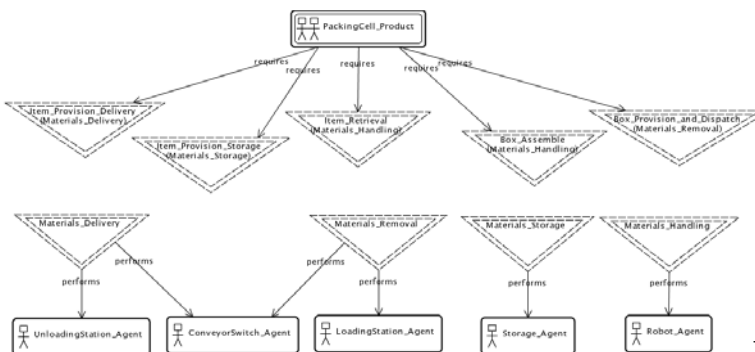 PackingCell_Product
requires
requires
requires
requires
requires
Item_Provision_Delivery
(Materials_Delivery)
Item_Provision_Storage
(Materials_Storage)
Item_Retrieval
(Materials_Handling)
Box_Assemble
(Materials_Handling)
Box_Provision_and_Dispatch
(Materials_Removal)
Materials_Delivery
Materials_Removal
Materials_Storage
Materials_Handling
performs
performs
performs
performs
performs
performs
UnloadingStation_Agent
ConveyorSwitch_Agent
LoadingStation_Agent
Storage_Agent
Robot_Agent